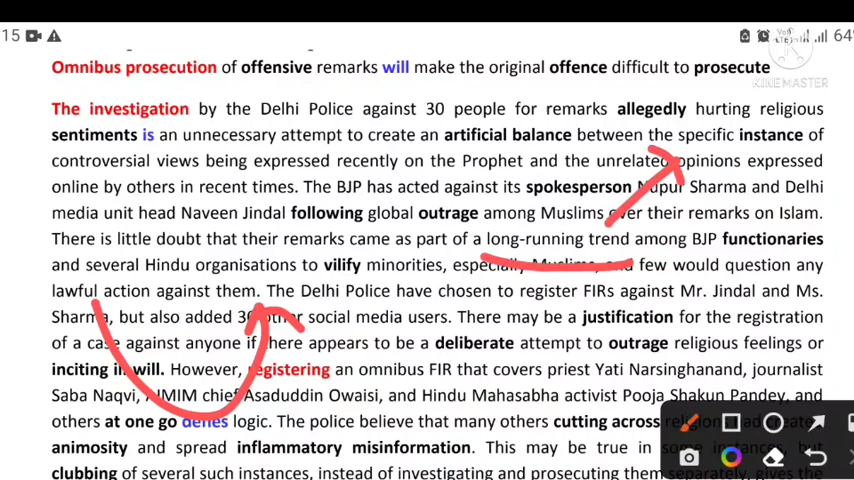 15
64
KINEMASTER
Omnibus prosecution of offensive remarks will make the original offence difficult to prosecute
The investigation by the Delhi Police against 30 people for remarks allegedly hurting religious
sentiments is an unnecessary attempt to create an artificial balance between the specific instance of
controversial views being expressed recently on the Prophet and the unrelated opinions expressed
online by others in recent times. The BJP has acted against its spokesperson Nupur Sharma and Delhi
media unit head Naveen Jindal following global outrage among Muslims over their remarks on Islam.
There is little doubt that their remarks came as part of a long-running trend among BJP functionaries
and several Hindu organisations to vilify minorities, especially Muslims, and few would question any
lawful action against them. The Delhi Police have chosen to register FIRs against Mr. Jindal and Ms.
Sharma, but also added 30 other social media users. There may be a justification for the registration
of a case against anyone if there appears to be a deliberate attempt to outrage religious feelings or
inciting ill will. However, registering an omnibus FIR that covers priest Yati Narsinghanand, journalist
Saba Naqvi, AIMIM chief Asaduddin Owaisi, and Hindu Mahasabha activist Pooja Shakun Pandey, and
others at one go defies logic. The police believe that many others cutting across
animosity and spread inflammatory misinformation. This may be true in some instances, but
clubbing of several such instances, instead of investigating and prosecuting them separately, gives the